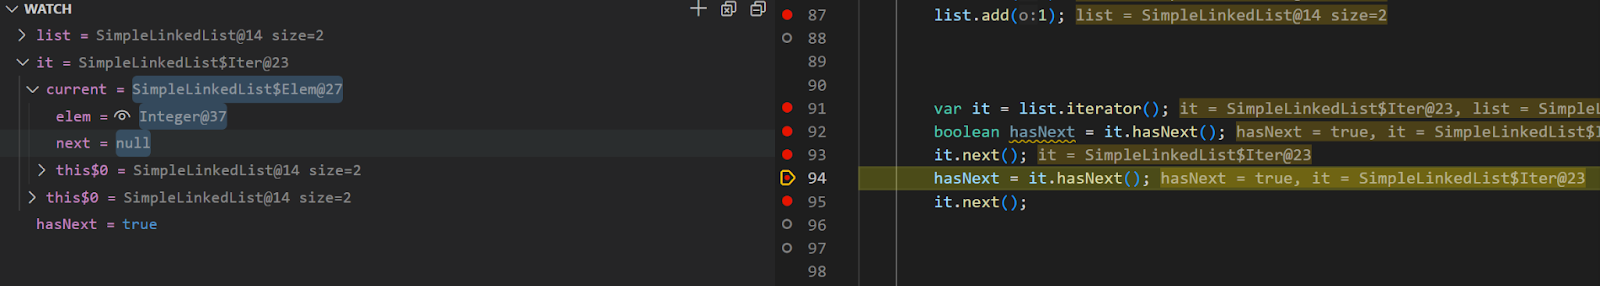 WATCH
list = SimpleLinkedList@14 size=2
it = SimpleLinkedList$Iter@23
current = SimpleLinkedList$Elem@27
elem = Integer@37
next = null
this$0 = SimpleLinkedList@14 size=2
this$0 = SimpleLinkedList@14 size=2
hasNext = true
87 list.add(o:1); list = SimpleLinkedList@14 size=2
88
89
90
91 var it = list.iterator(); it = SimpleLinkedList$Iter@23, list = SimpleL
92 boolean hasNext = it.hasNext(); hasNext = true, it = SimpleLinkedList$I
93 it.next(); it = SimpleLinkedList$Iter@23
94 hasNext = it.hasNext(); hasNext = true, it = SimpleLinkedList$Iter@23
95 it.next();
96
97
98